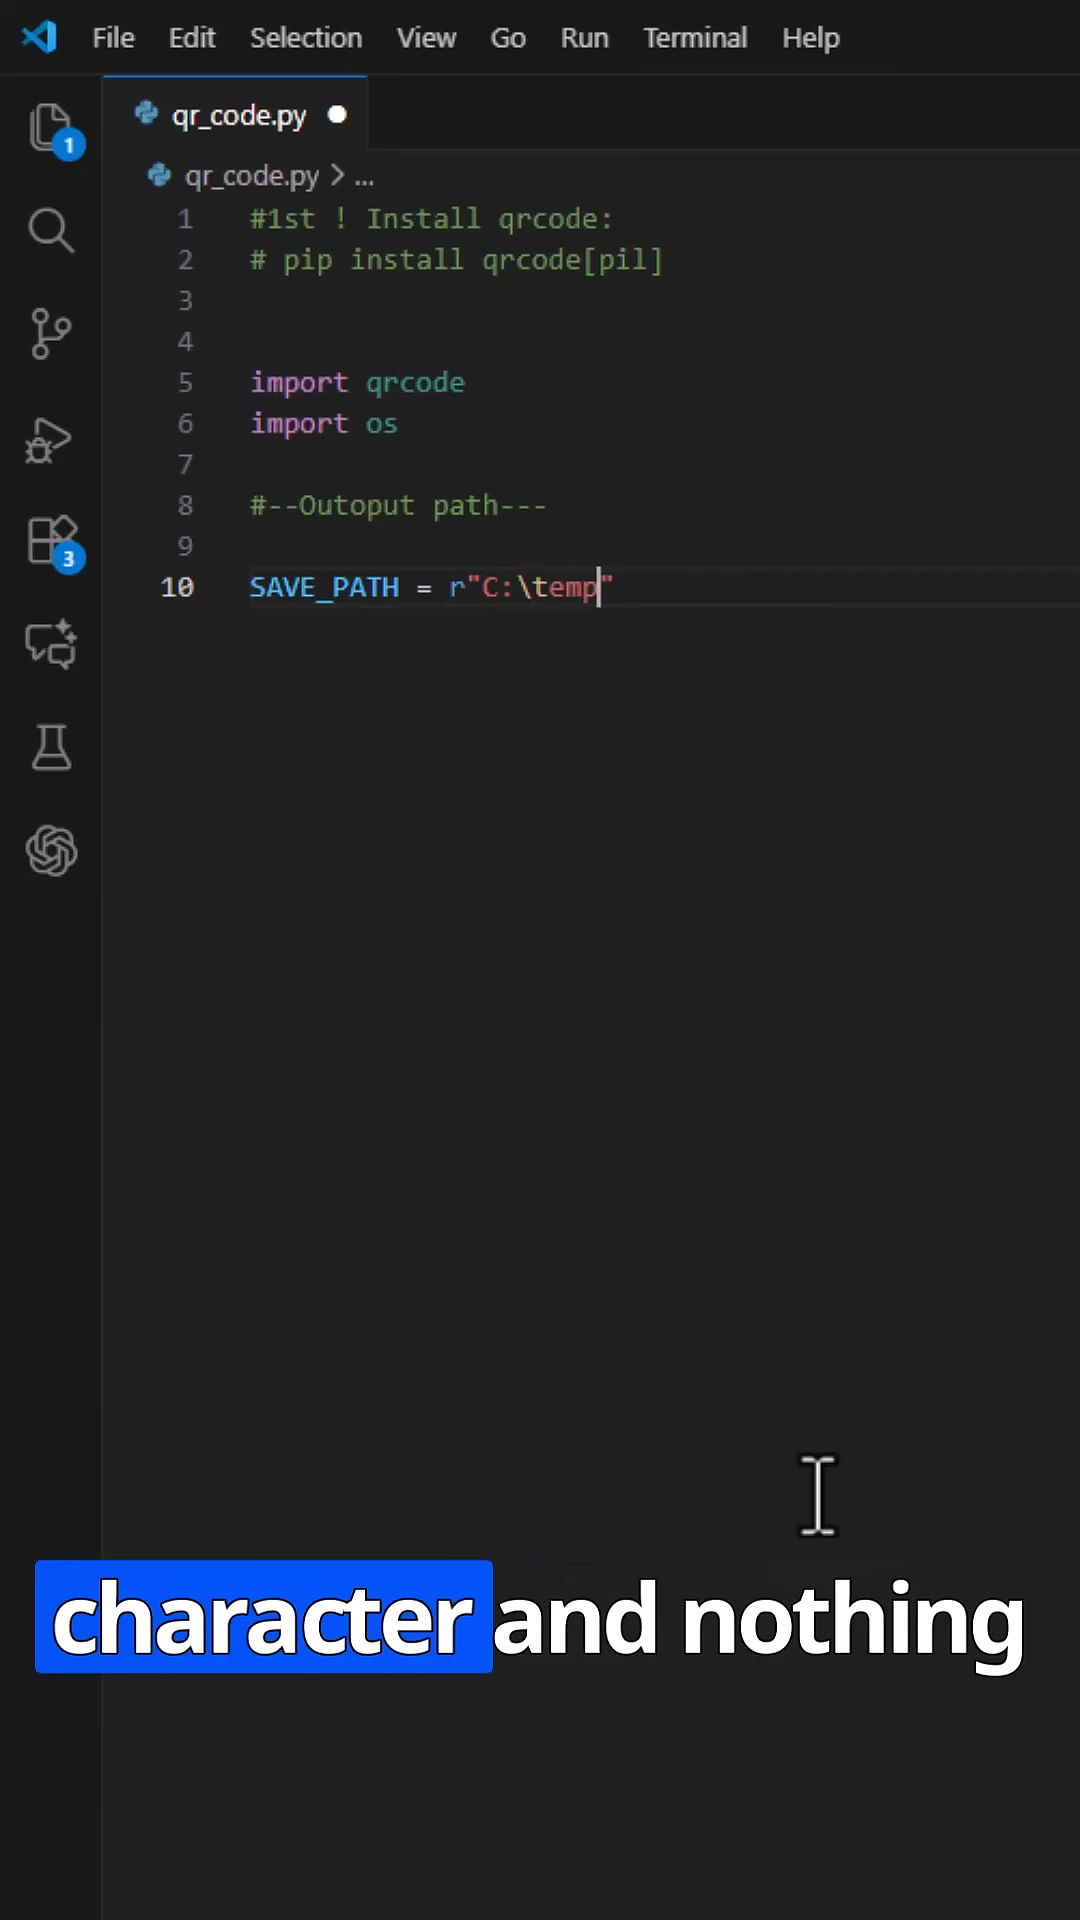 File Edit Selection View Go Run Terminal Help
qr_code.py
1
qr_code.py > ...
1 #1st ! Install qrcode:
2 # pip install qrcode[pil]
3
4
5 import qrcode
6 import os
7
8 #--Outoput path---
9
3
10 SAVE_PATH = r"C:\temp"
character and nothing